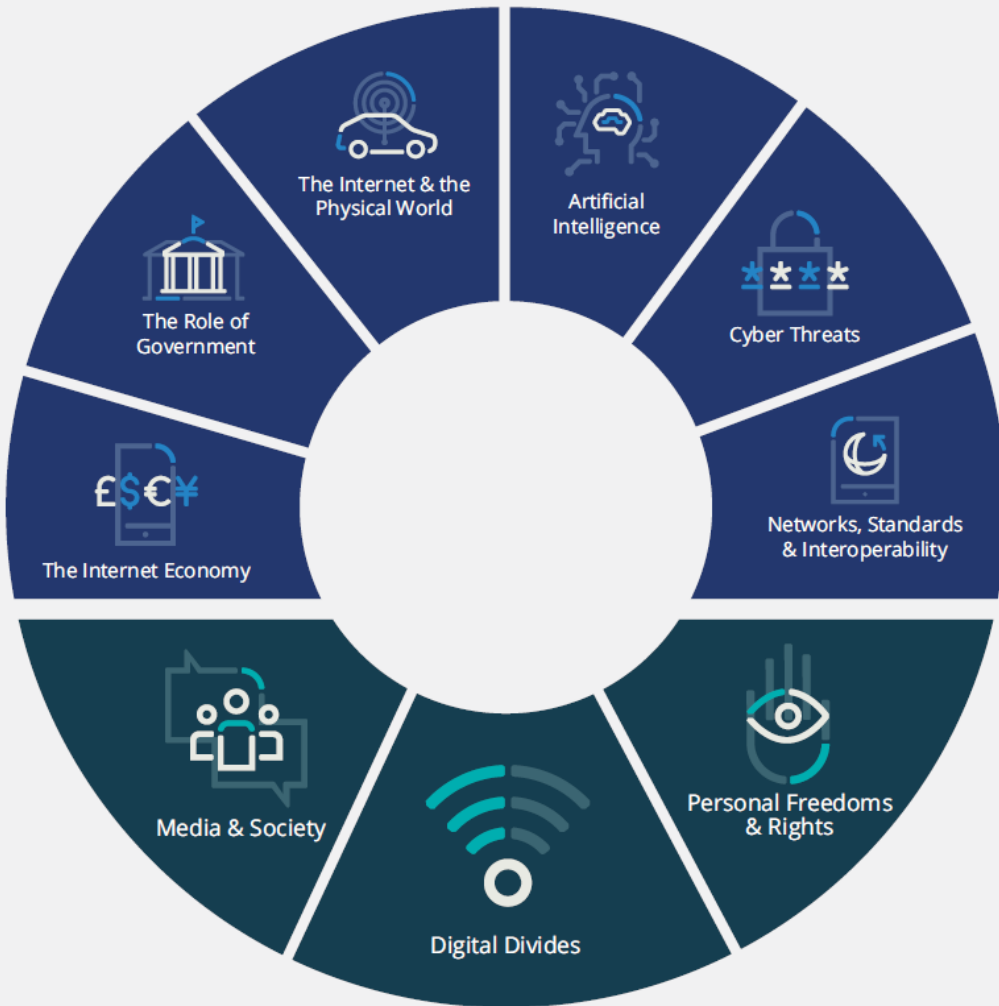 The Internet & the
Physical World
Artificial
Intelligence
The Role of
Government
* * * *
Cyber Threats
£$€¥
The Internet Economy
Networks, Standards
& Interoperability
Media & Society
Personal Freedoms
& Rights
Digital Divides